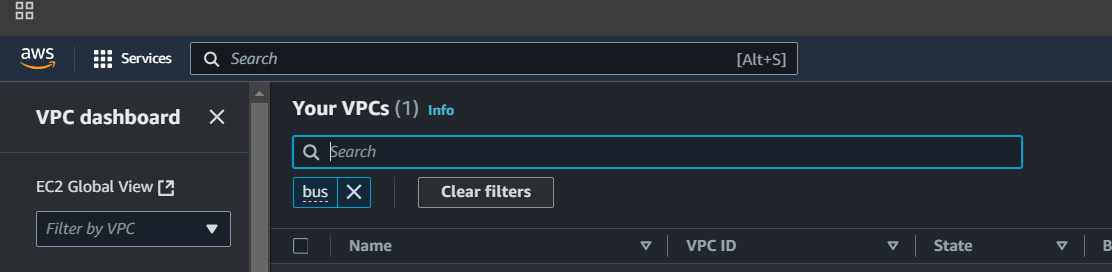 aws
Services
Search
[Alt+S]
VPC dashboard
EC2 Global View
Filter by VPC
Your VPCs (1) Info
Search
bus
Clear filters
Name
VPC ID
State
B